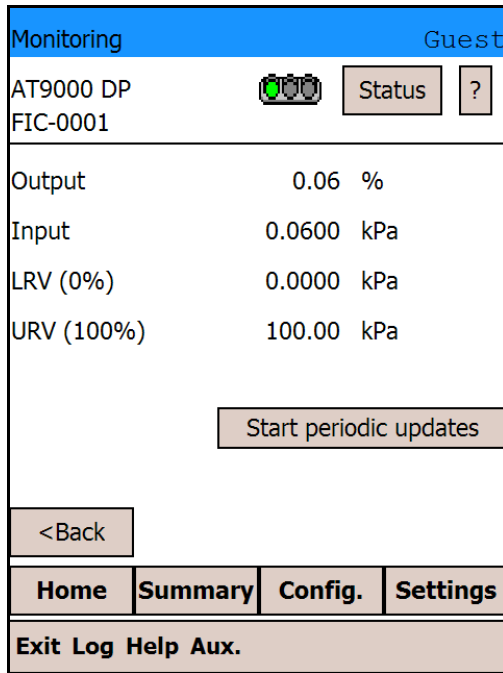 Monitoring Guest
AT9000 DP Status ?
FIC-0001
Output 0.06 %
Input 0.0600 kPa
LRV (0%) 0.0000 kPa
URV (100%) 100.00 kPa
Start periodic updates
<Back
Home Summary Config. Settings
Exit Log Help Aux.